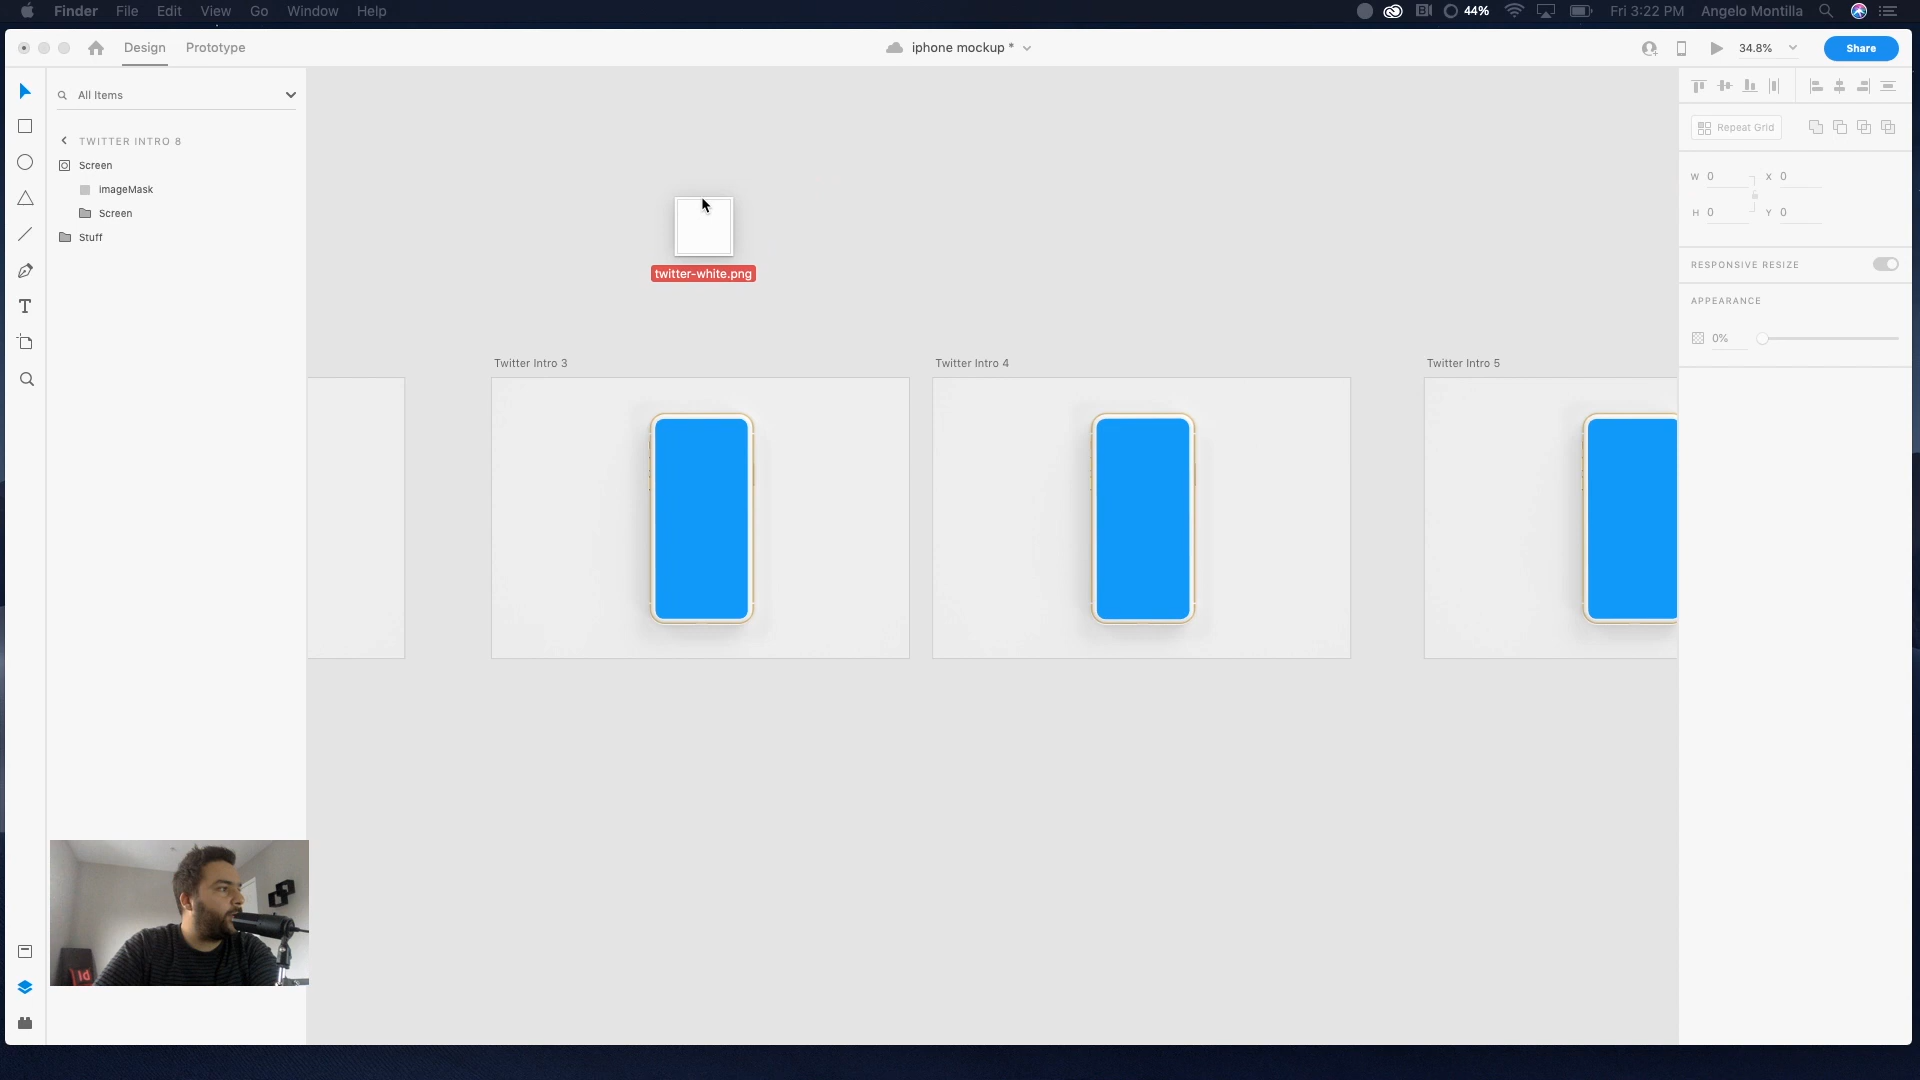 Finder File Edit View Go Window Help
44% Fri 3:22 PM Angelo Montilla
Design Prototype
iphone mockup *
34.8%
Share
All Items
TWITTER INTRO 8
Screen
imageMask
Screen
Stuff
twitter-white.png
Twitter Intro 3
Twitter Intro 4
Twitter Intro 5
Repeat Grid
W 0 X 0
H 0 Y 0
RESPONSIVE RESIZE
APPEARANCE
0%
T
Id